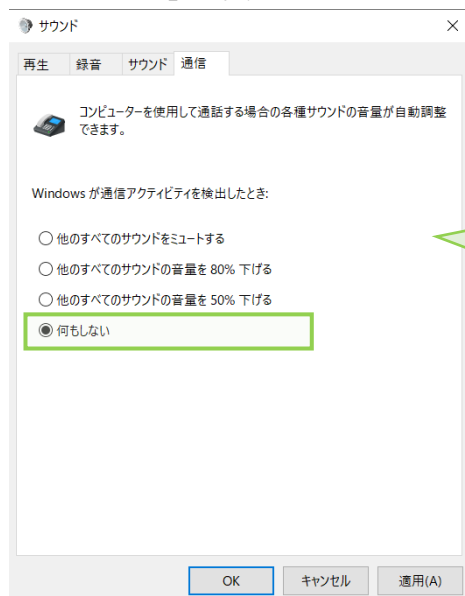 サウンド
再生 録音 サウンド 通信
コンピューターを使用して通話する場合の各種サウンドの音量が自動調整
できます。
Windows が通信アクティビティを検出したとき:
他のすべてのサウンドをミュートする
他のすべてのサウンドの音量を 80% 下げる
他のすべてのサウンドの音量を 50% 下げる
何もしない
OK キャンセル 適用(A)